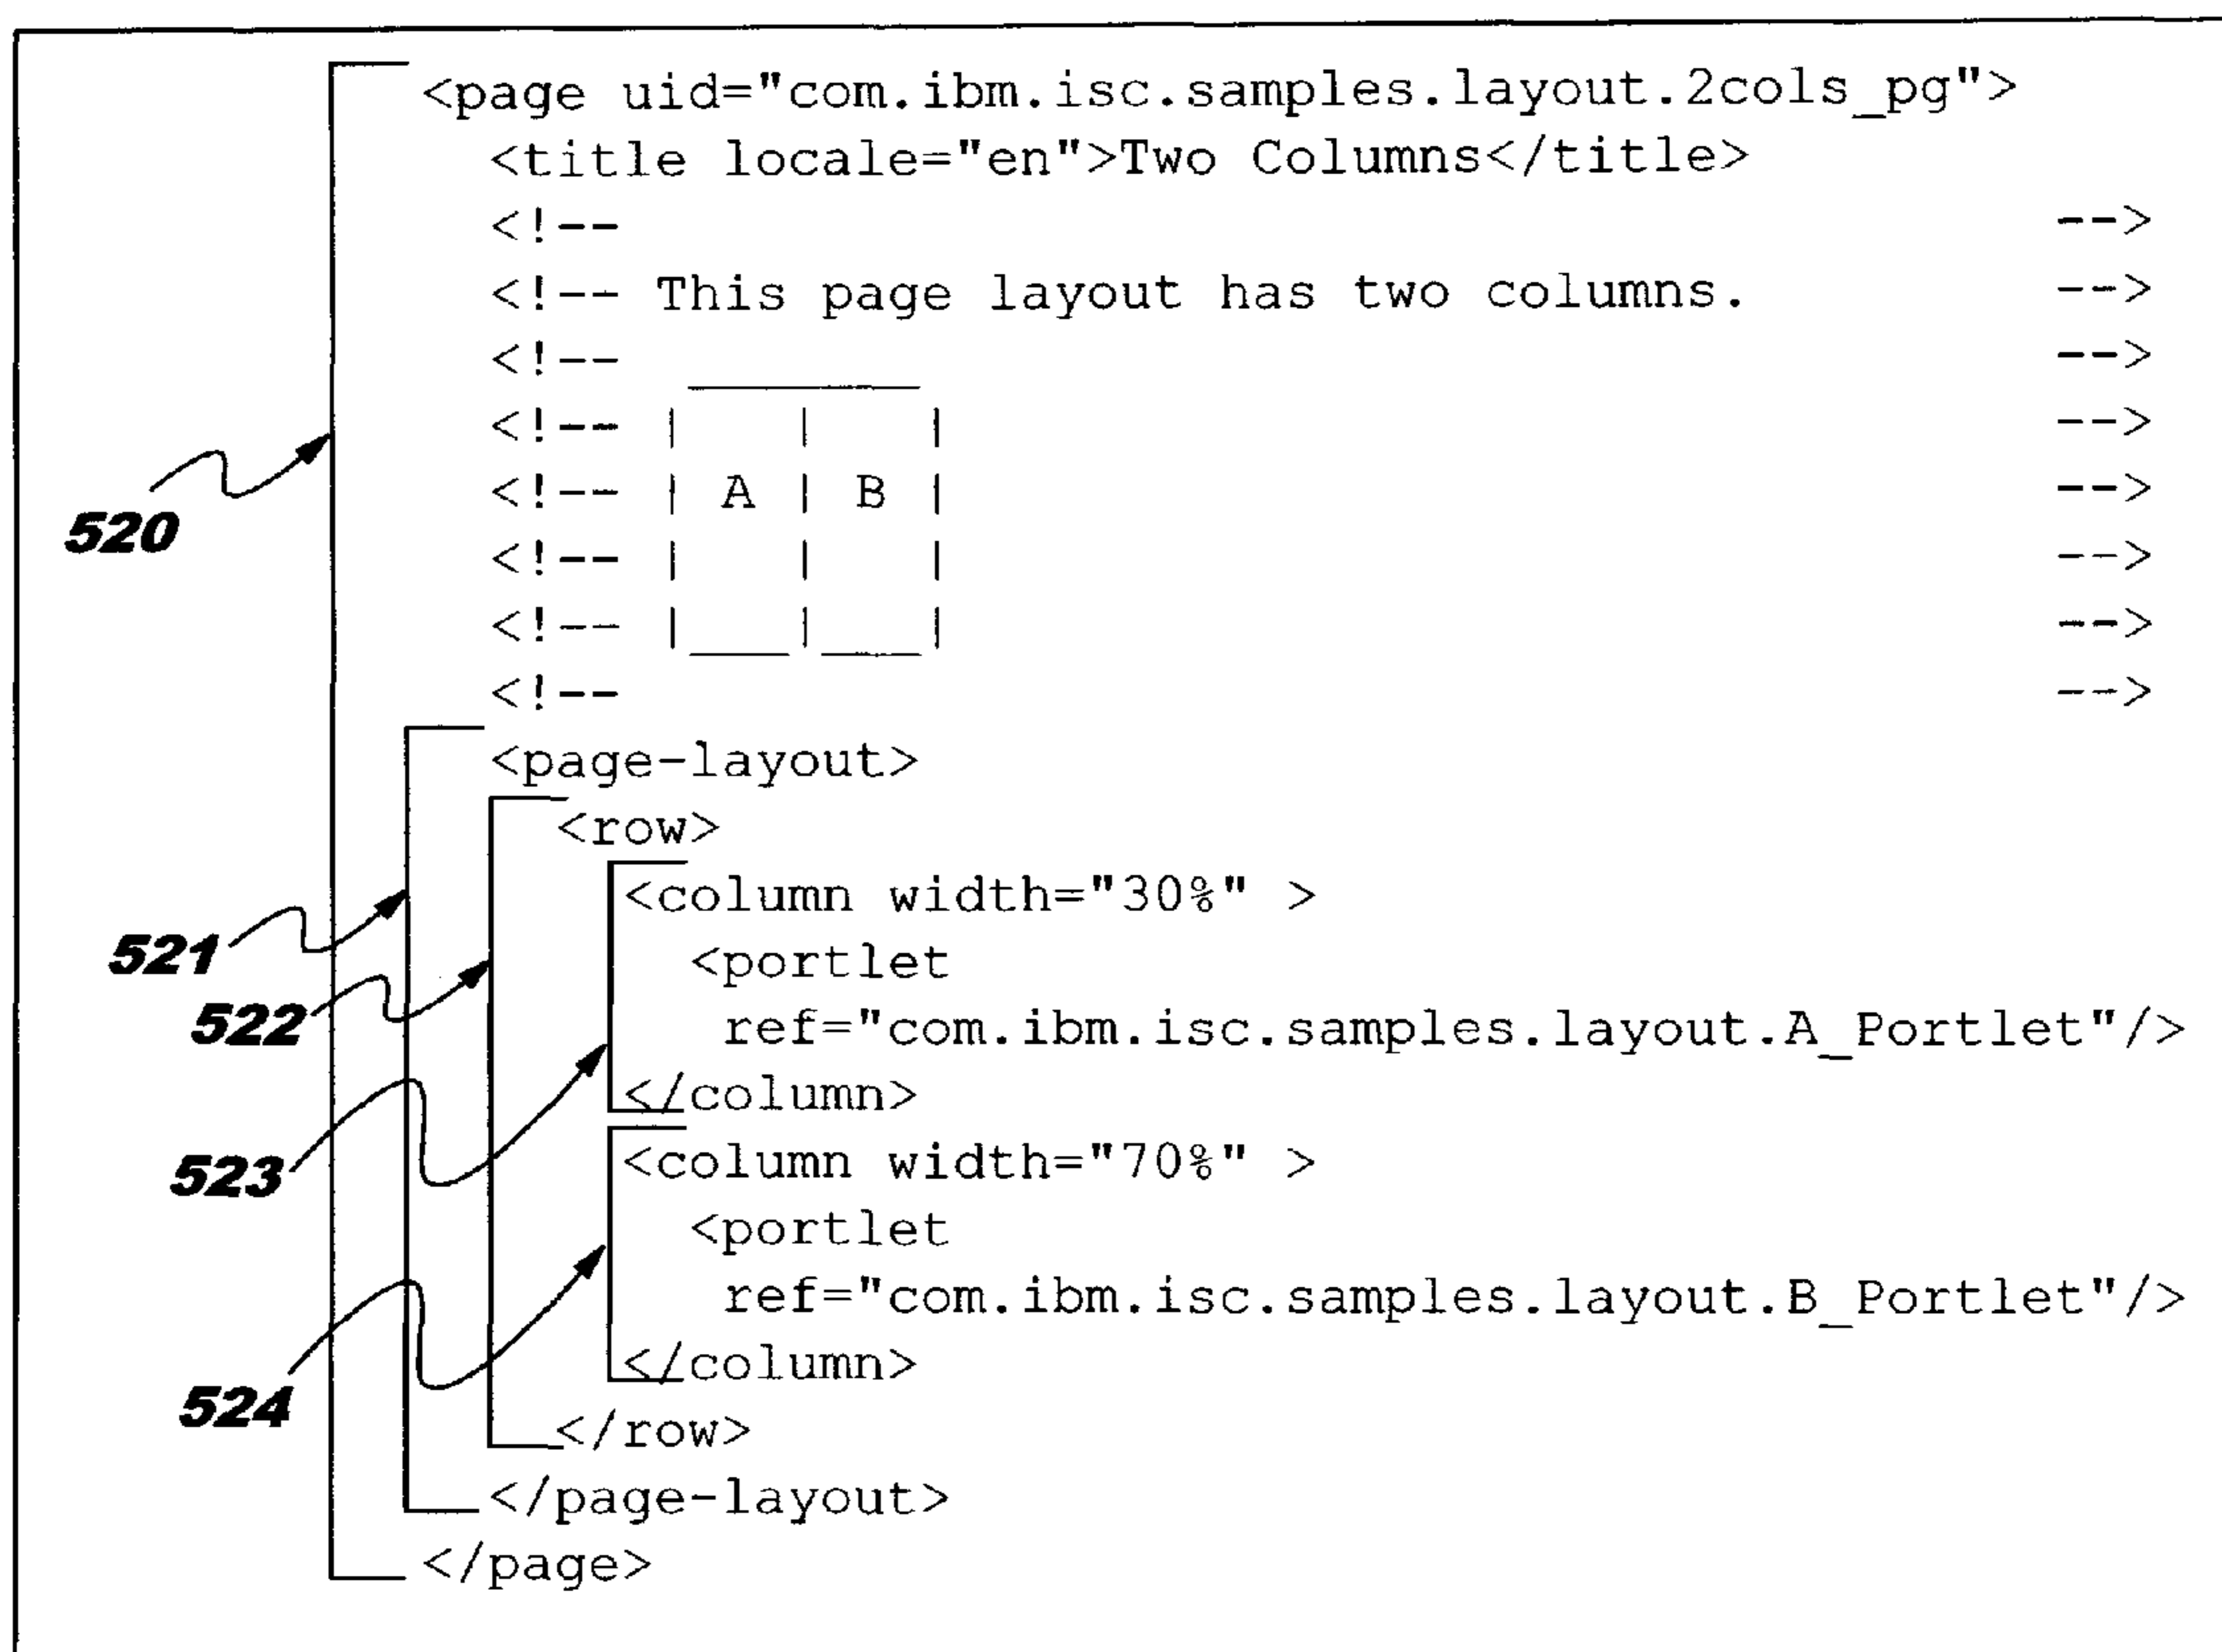 <page uid="com.ibm.isc.samples.layout.2cols_pg">
<title locale="en">Two Columns</title>
<!-- -->
<!-- This page layout has two columns. -->
<!-- -->
<!-- | | | -->
<!-- | A | B | -->
<!-- | | | -->
<!-- |___|___| -->
<!-- -->
<page-layout>
<row>
<column width="30%" >
<portlet
ref="com.ibm.isc.samples.layout.A_Portlet"/>
</column>
<column width="70%" >
<portlet
ref="com.ibm.isc.samples.layout.B_Portlet"/>
</column>
</row>
</page-layout>
</page>
520
521
522
523
524